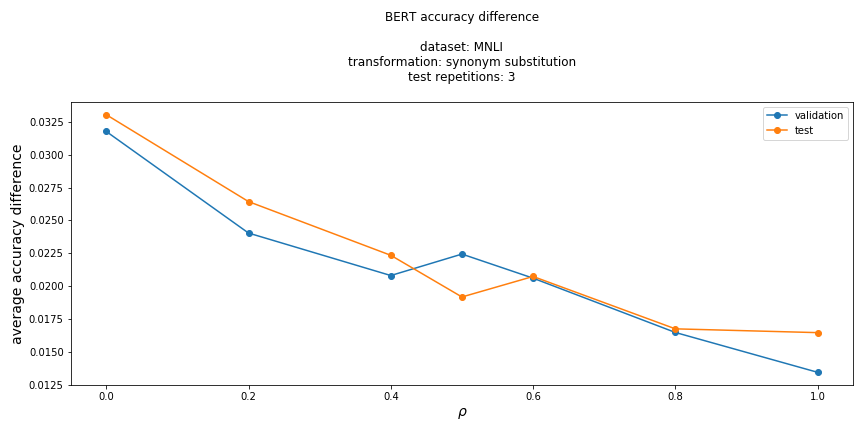 BERT accuracy difference
dataset: MNLI
transformation: synonym substitution
test repetitions: 3
validation
test
average accuracy difference
0.0325
0.0300
0.0275
0.0250
0.0225
0.0200
0.0175
0.0150
0.0125
0.0 0.2 0.4 0.6 0.8 1.0
ρ